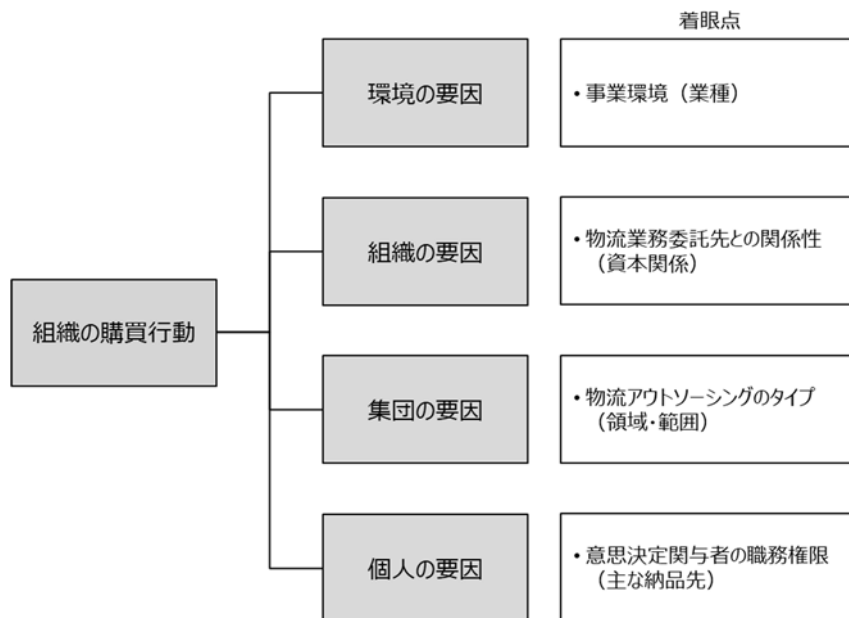 着眼点
環境の要因
• 事業環境（業種）
組織の要因
• 物流業務委託先との関係性
（資本関係）
組織の購買行動
集団の要因
• 物流アウトソーシングのタイプ
（領域・範囲）
個人の要因
• 意思決定関与者の職務権限
（主な納品先）